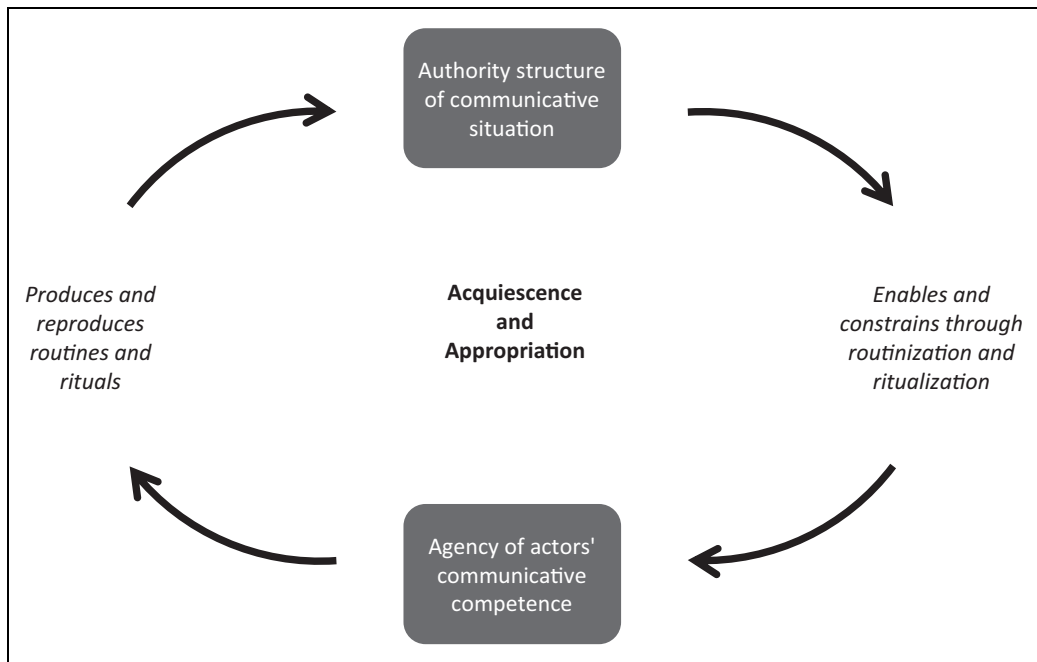 Authority structure
of communicative
situation
Produces and
reproduces
routines and
rituals
Acquiescence
and
Appropriation
Enables and
constrains through
routinization and
ritualization
Agency of actors'
communicative
competence